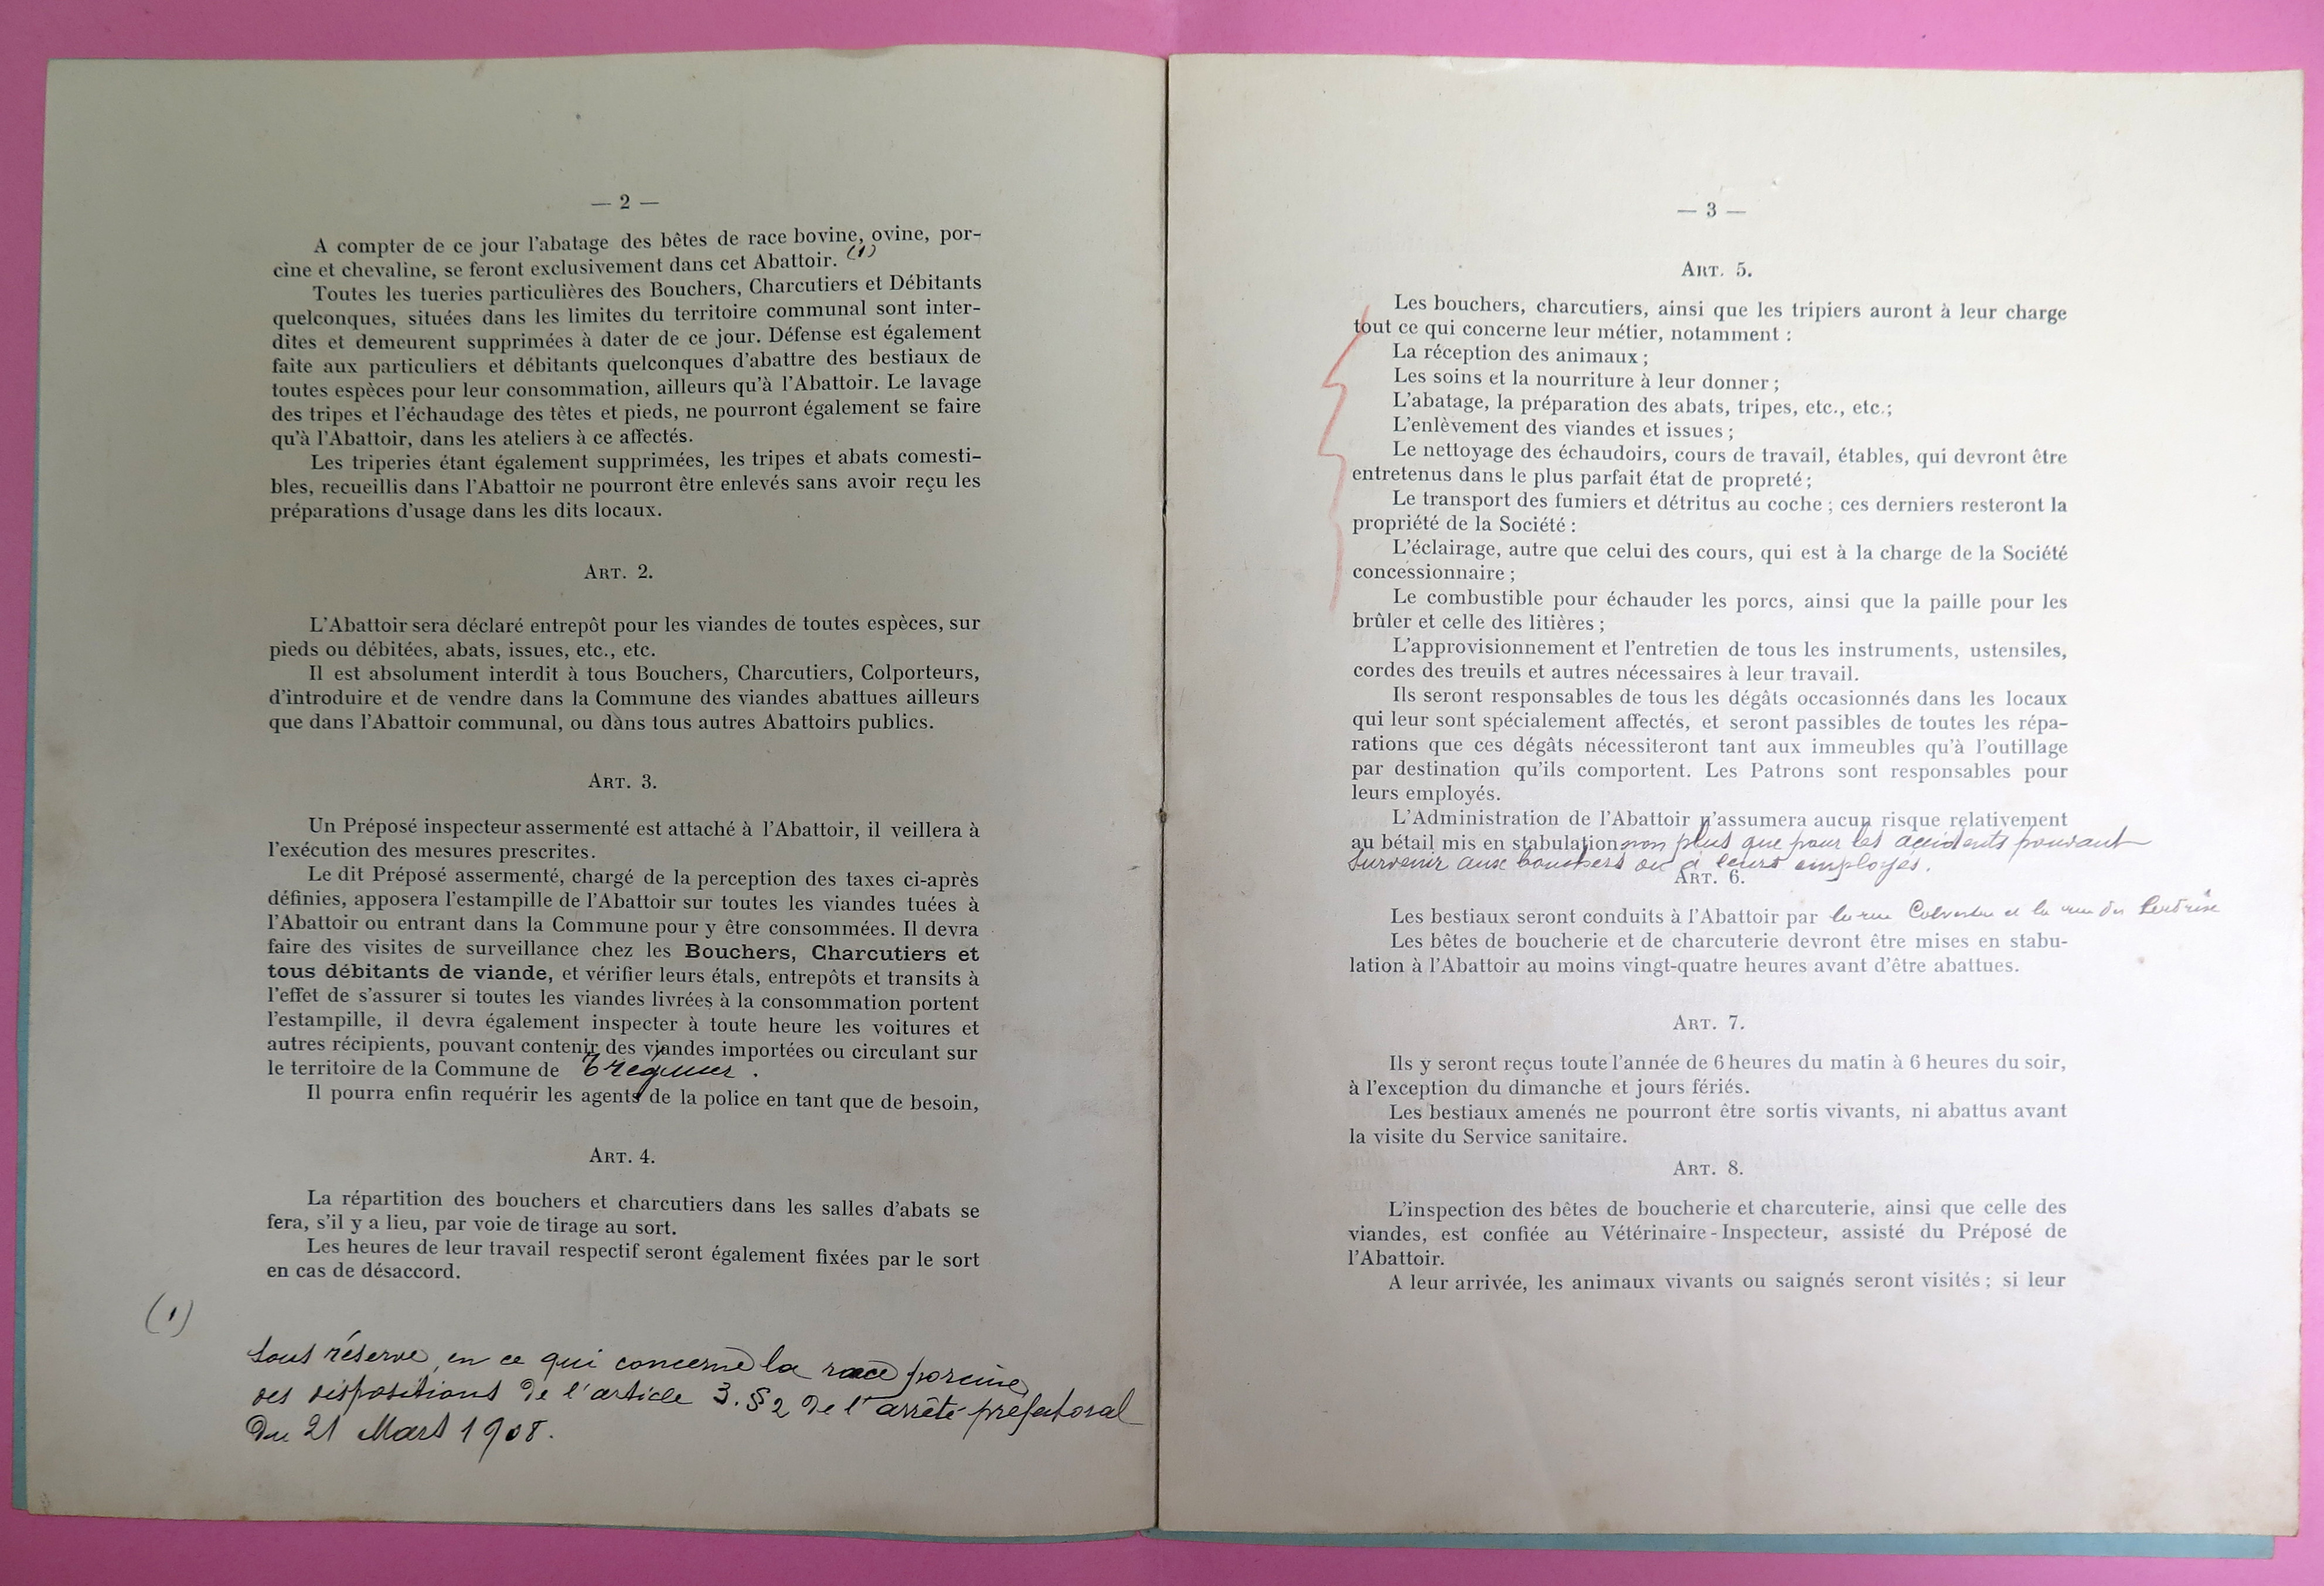 — 2 —
A compter de ce jour l'abatage des bêtes de race bovine, ovine, por-
cine et chevaline, se feront exclusivement dans cet Abattoir. (1)
Toutes les tueries particulières des Bouchers, Charcutiers et Débitants
quelconques, situées dans les limites du territoire communal sont inter-
dites et demeurent supprimées à dater de ce jour. Défense est également
faite aux particuliers et débitants quelconques d'abattre des bestiaux de
toutes espèces pour leur consommation, ailleurs qu'à l'Abattoir. Le lavage
des tripes et l'échaudage des têtes et pieds, ne pourront également se faire
qu'à l'Abattoir, dans les ateliers à ce affectés.
Les triperies étant également supprimées, les tripes et abats comesti-
bles, recueillis dans l'Abattoir ne pourront être enlevés sans avoir reçu les
préparations d'usage dans les dits locaux.
ART. 2.
L'Abattoir sera déclaré entrepôt pour les viandes de toutes espèces, sur
pieds ou débitées, abats, issues, etc., etc.
Il est absolument interdit à tous Bouchers, Charcutiers, Colporteurs,
d'introduire et de vendre dans la Commune des viandes abattues ailleurs
que dans l'Abattoir communal, ou dans tous autres Abattoirs publics.
ART. 3.
Un Préposé inspecteur assermenté est attaché à l'Abattoir, il veillera à
l'exécution des mesures prescrites.
Le dit Préposé assermenté, chargé de la perception des taxes ci-après
définies, apposera l'estampille de l'Abattoir sur toutes les viandes tuées à
l'Abattoir ou entrant dans la Commune pour y être consommées. Il devra
faire des visites de surveillance chez les Bouchers, Charcutiers et
tous débitants de viande, et vérifier leurs étals, entrepôts et transits à
l'effet de s'assurer si toutes les viandes livrées à la consommation portent
l'estampille, il devra également inspecter à toute heure les voitures et
autres récipients, pouvant contenir des viandes importées ou circulant sur
le territoire de la Commune de Tréguier.
Il pourra enfin requérir les agents de la police en tant que de besoin,
ART. 4.
La répartition des bouchers et charcutiers dans les salles d'abats se
fera, s'il y a lieu, par voie de tirage au sort.
Les heures de leur travail respectif seront également fixées par le sort
en cas de désaccord.
(1)
sous réserve, en ce qui concerne la race porcine,
des dispositions de l'article 3. § 2 de l'arrêté préfectoral
Du 21 Mars 1908.
— 3 —
ART. 5.
Les bouchers, charcutiers, ainsi que les tripiers auront à leur charge
tout ce qui concerne leur métier, notamment :
La réception des animaux ;
Les soins et la nourriture à leur donner ;
L'abatage, la préparation des abats, tripes, etc., etc.;
L'enlèvement des viandes et issues ;
Le nettoyage des échaudoirs, cours de travail, étables, qui devront être
entretenus dans le plus parfait état de propreté ;
Le transport des fumiers et détritus au coche ; ces derniers resteront la
propriété de la Société :
L'éclairage, autre que celui des cours, qui est à la charge de la Société
concessionnaire ;
Le combustible pour échauder les porcs, ainsi que la paille pour les
brûler et celle des litières ;
L'approvisionnement et l'entretien de tous les instruments, ustensiles,
cordes des treuils et autres nécessaires à leur travail.
Ils seront responsables de tous les dégâts occasionnés dans les locaux
qui leur sont spécialement affectés, et seront passibles de toutes les répa-
rations que ces dégâts nécessiteront tant aux immeubles qu'à l'outillage
par destination qu'ils comportent. Les Patrons sont responsables pour
leurs employés.
L'Administration de l'Abattoir n'assumera aucun risque relativement
au bétail mis en stabulation non plus que pour les accidents pouvant
survenir aux bouchers ou à leurs employés.
ART. 6.
Les bestiaux seront conduits à l'Abattoir par la rue et la rue
Les bêtes de boucherie et de charcuterie devront être mises en stabu-
lation à l'Abattoir au moins vingt-quatre heures avant d'être abattues.
ART. 7.
Ils y seront reçus toute l'année de 6 heures du matin à 6 heures du soir,
à l'exception du dimanche et jours fériés.
Les bestiaux amenés ne pourront être sortis vivants, ni abattus avant
la visite du Service sanitaire.
ART. 8.
L'inspection des bêtes de boucherie et charcuterie, ainsi que celle des
viandes, est confiée au Vétérinaire-Inspecteur, assisté du Préposé de
l'Abattoir.
A leur arrivée, les animaux vivants ou saignés seront visités ; si leur